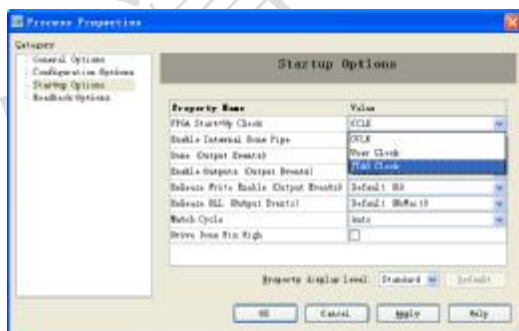 Process Properties
Category
General Options
Configuration Options
Startup Options
Readback Options
Startup Options
Property Name Value
FPGA Start-Up Clock CCLK
Enable Internal Done Pipe CCLK
User Clock
Done (Output Events) JTAG Clock
Enable Outputs (Output Events)
Release Write Enable (Output Events) Default (6)
Release DLL (Output Events) Default (NoWait)
Match Cycle Auto
Drive Done Pin High
Property display level: Standard Default
OK Cancel Apply Help